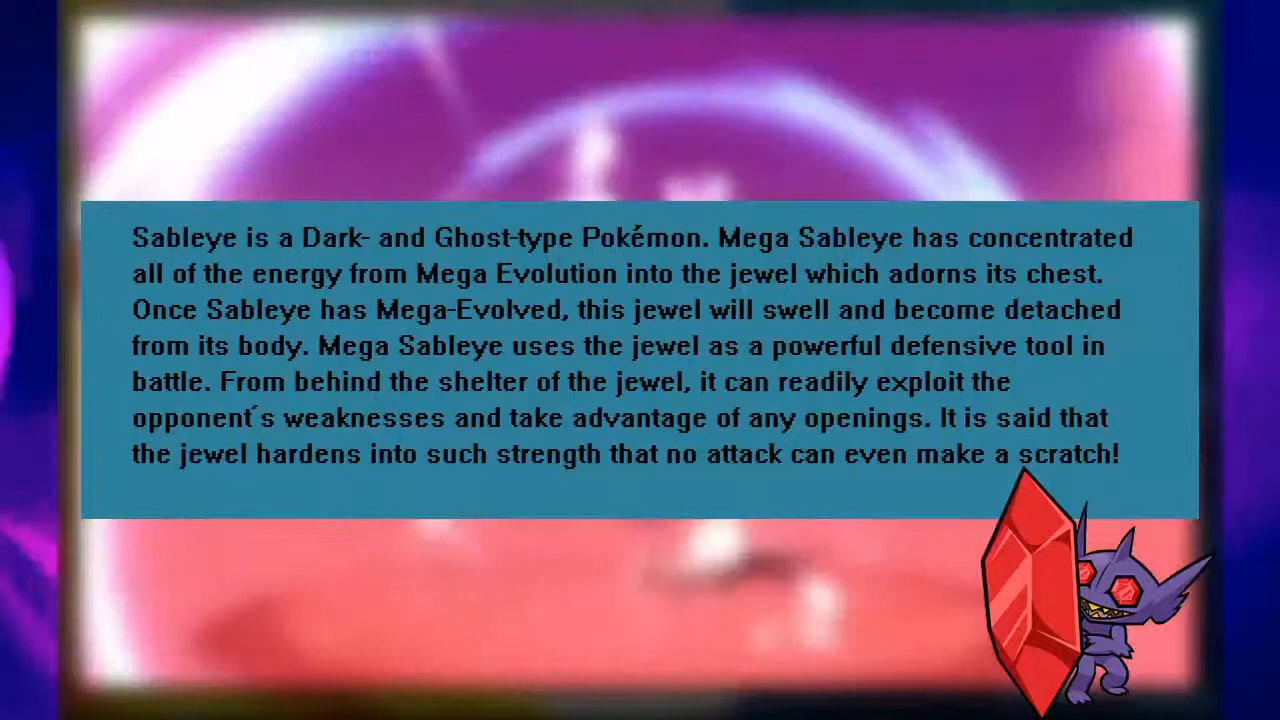 Sableye is a Dark- and Ghost-type Pokémon. Mega Sableye has concentrated
all of the energy from Mega Evolution into the jewel which adorns its chest.
Once Sableye has Mega-Evolved, this jewel will swell and become detached
from its body. Mega Sableye uses the jewel as a powerful defensive tool in
battle. From behind the shelter of the jewel, it can readily exploit the
opponent´s weaknesses and take advantage of any openings. It is said that
the jewel hardens into such strength that no attack can even make a scratch!